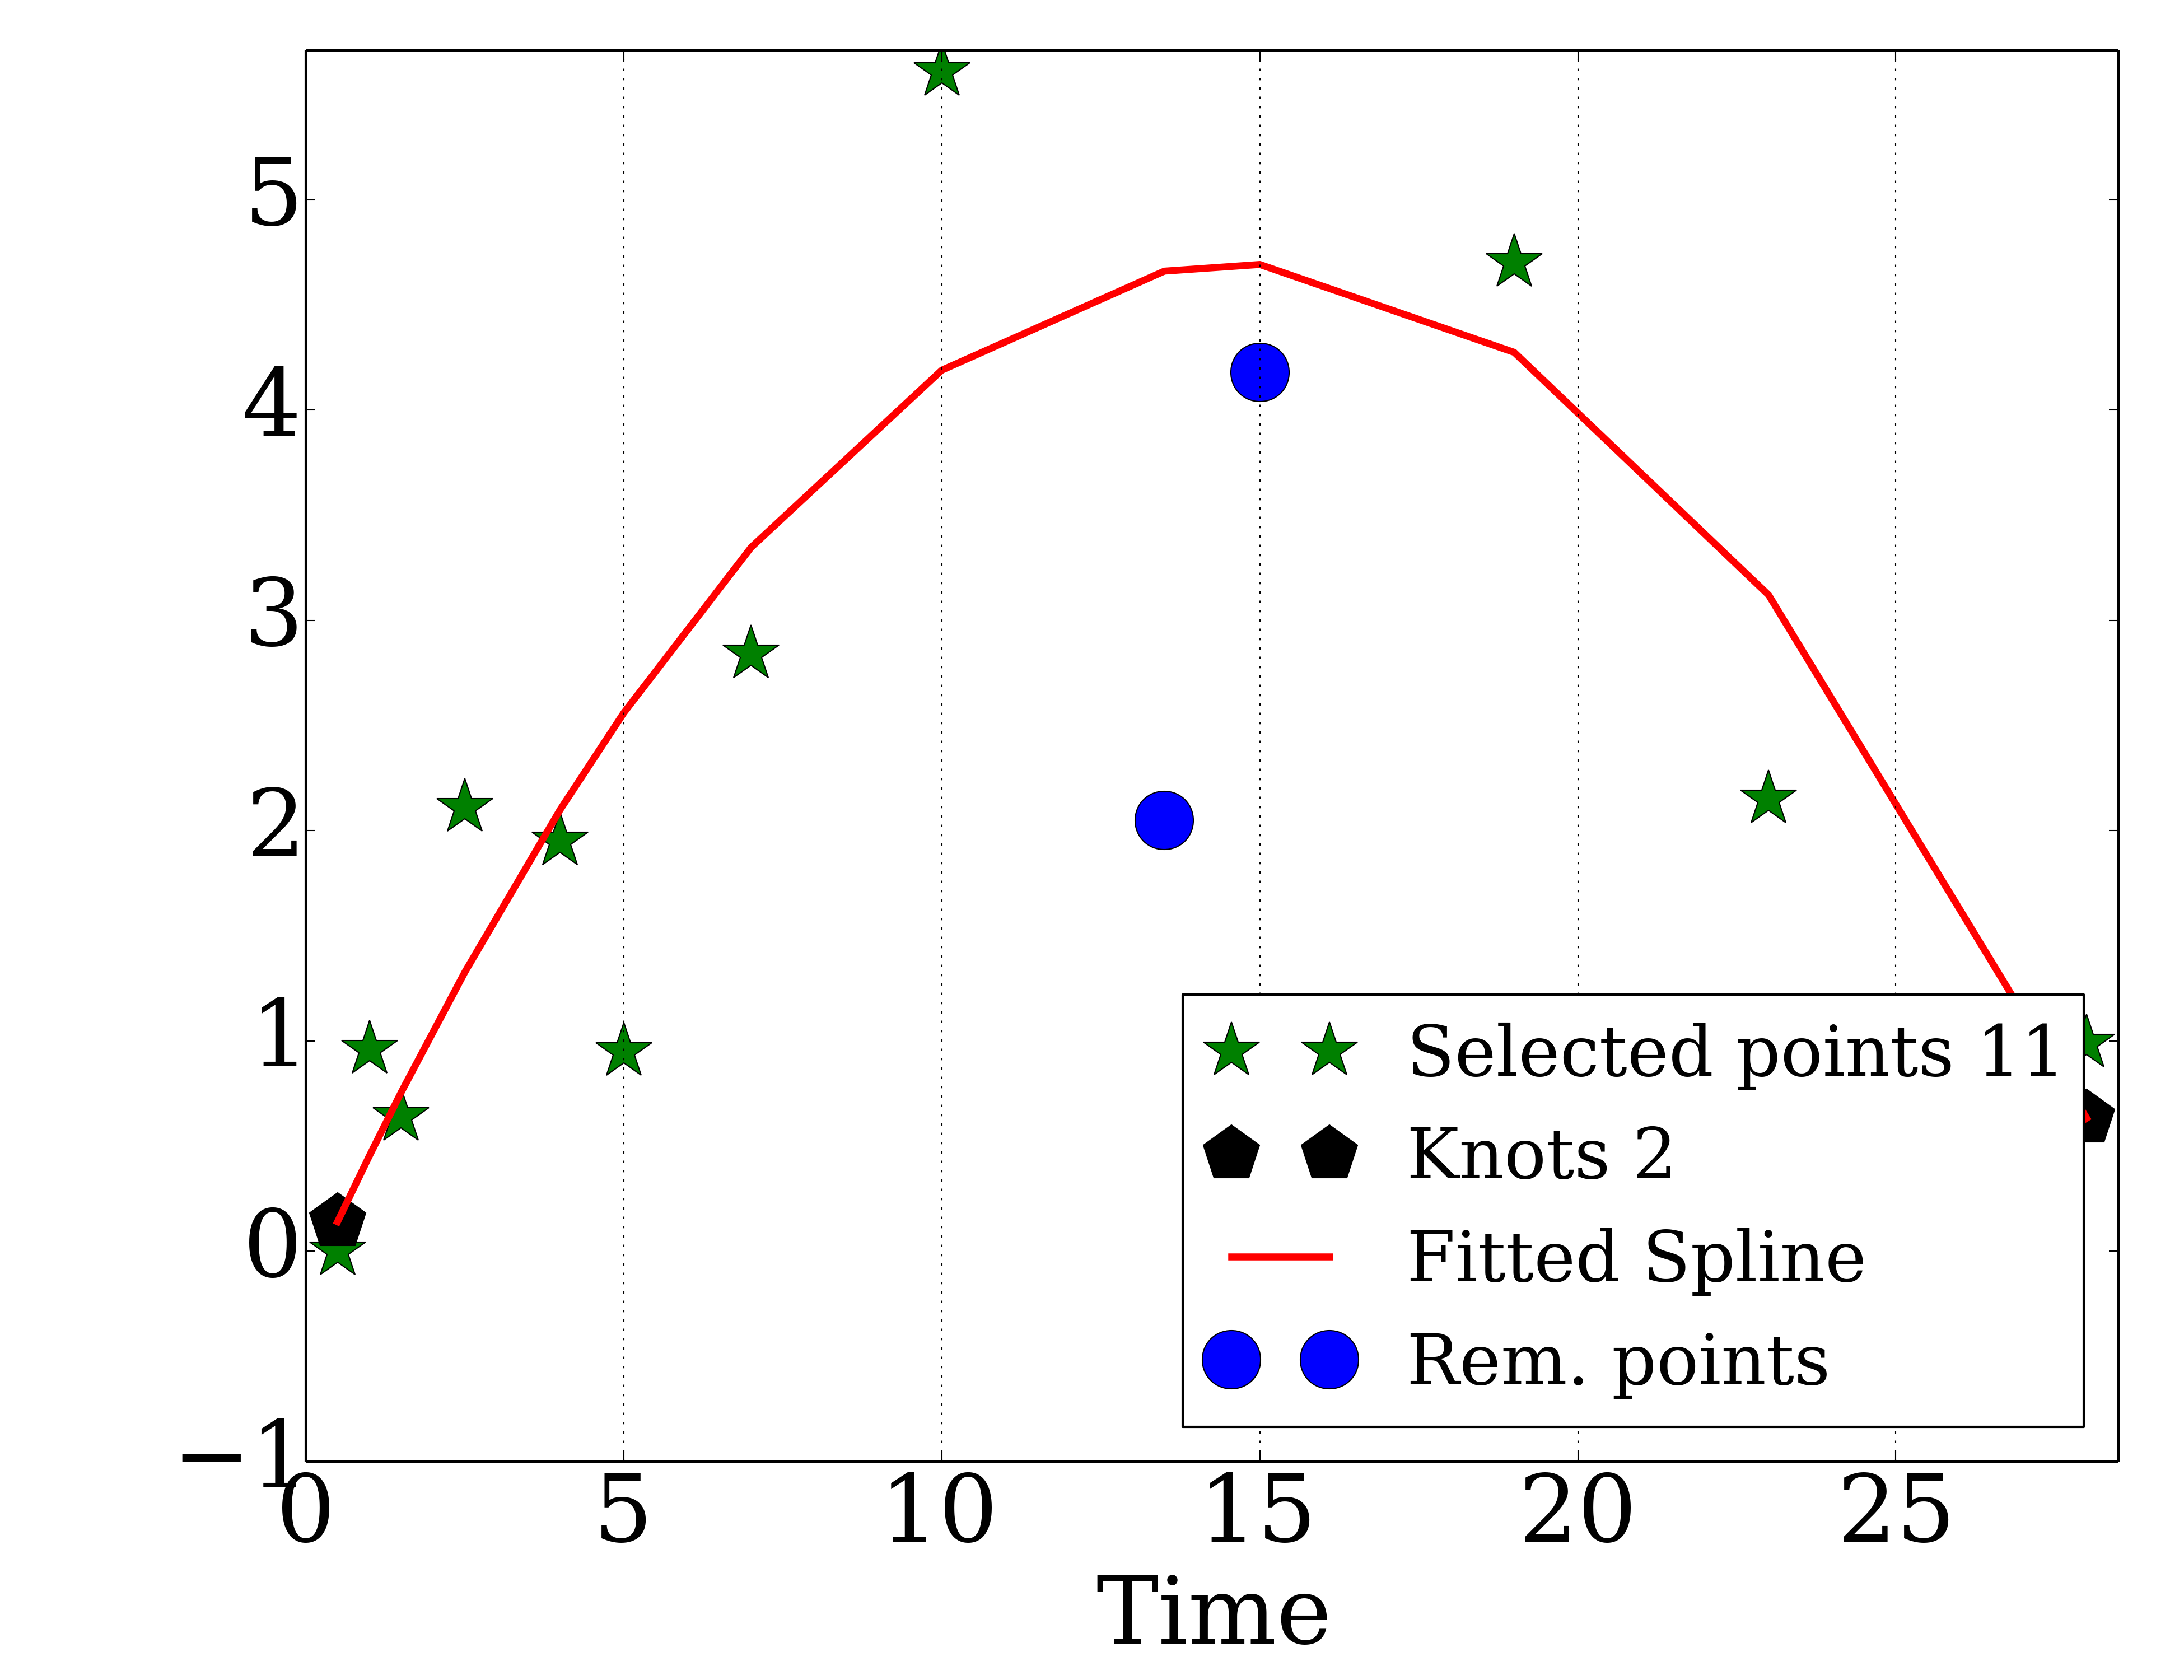 5
4
3
2
1
0
−1
0 5 10 15 20 25
Time
Selected points 11
Knots 2
Fitted Spline
Rem. points